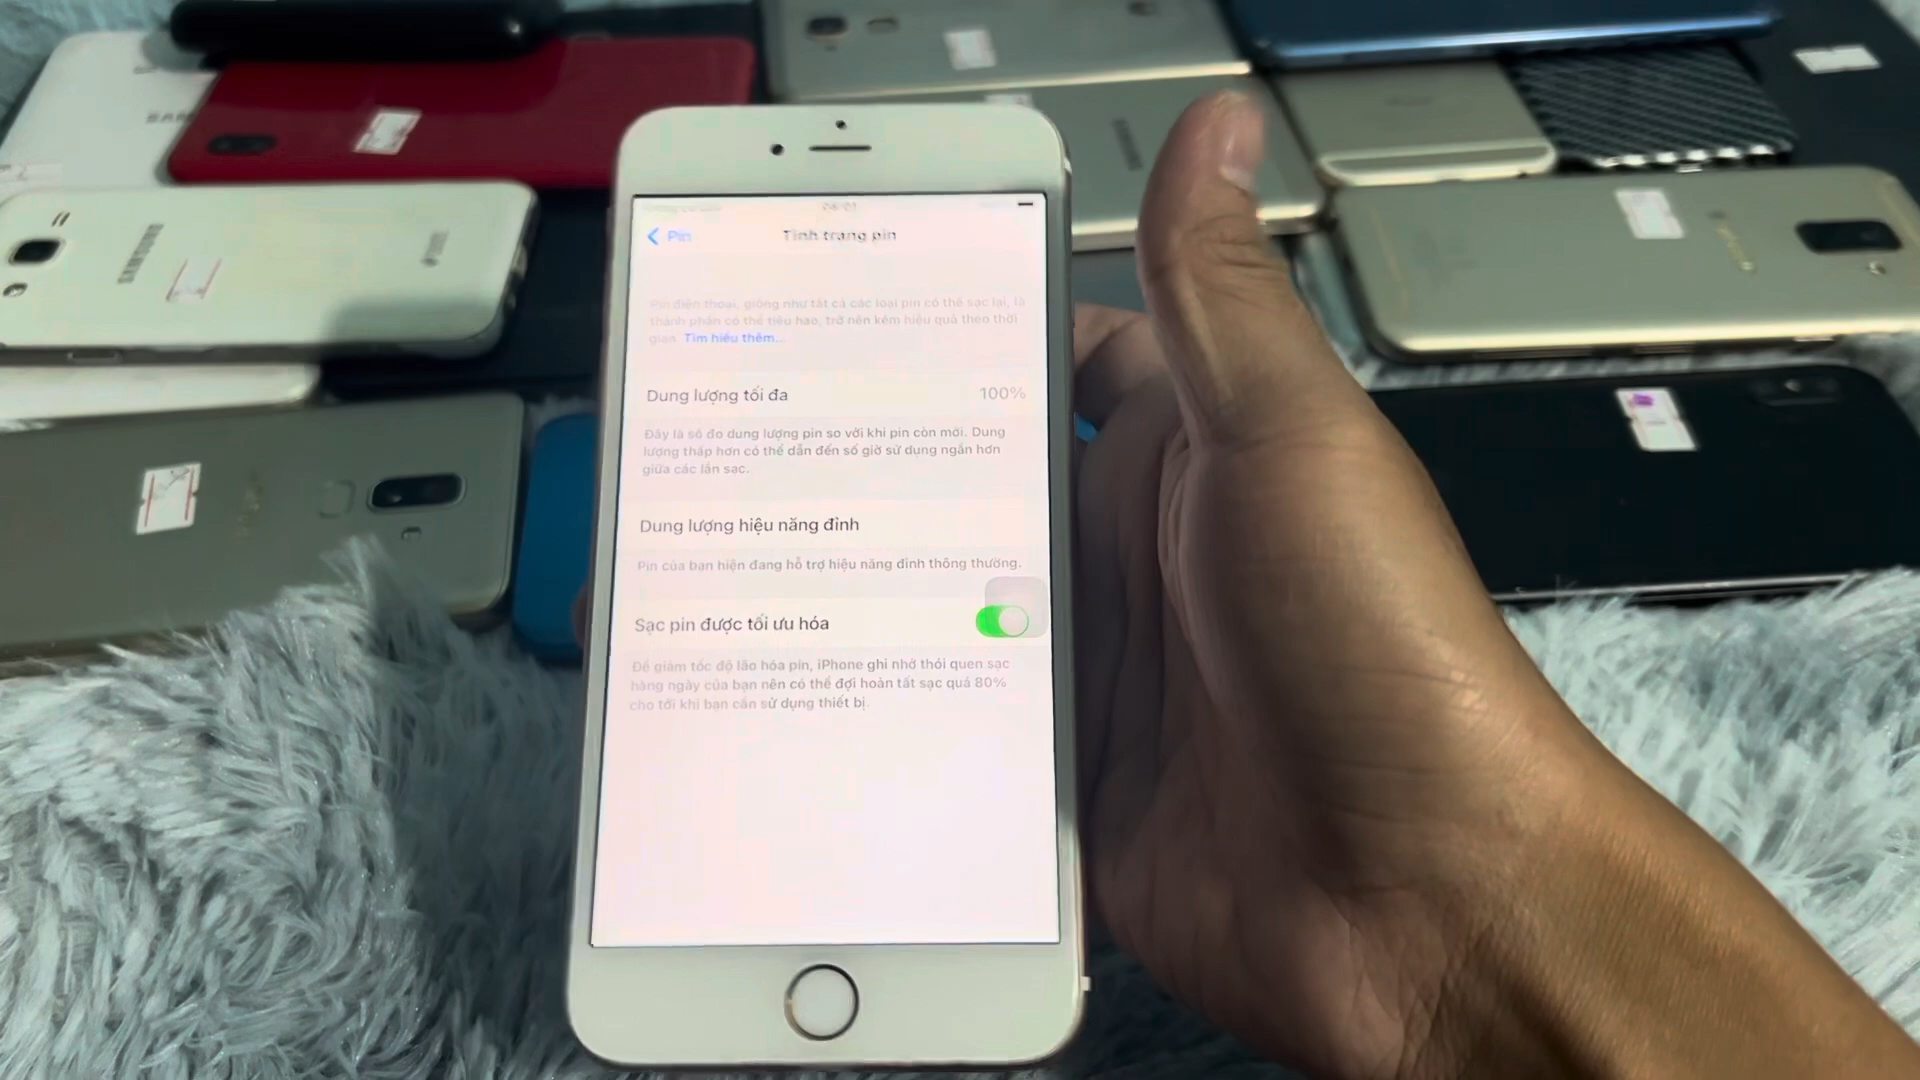 SAMSUNG
Pin
Tình trạng pin
Pin điện thoại, giống như tất cả các loại pin có thể sạc lại, là
thành phần có thể tiêu hao, trở nên kém hiệu quả theo thời
gian. Tìm hiểu thêm...
Dung lượng tối đa
100%
Đây là số đo dung lượng pin so với khi pin còn mới. Dung
lượng thấp hơn có thể dẫn đến số giờ sử dụng ngắn hơn
giữa các lần sạc.
Dung lượng hiệu năng đỉnh
Pin của bạn hiện đang hỗ trợ hiệu năng đỉnh thông thường.
Sạc pin được tối ưu hóa
Để giảm tốc độ lão hóa pin, iPhone ghi nhớ thói quen sạc
hàng ngày của bạn nên có thể đợi hoàn tất sạc quá 80%
cho tới khi bạn cần sử dụng thiết bị.